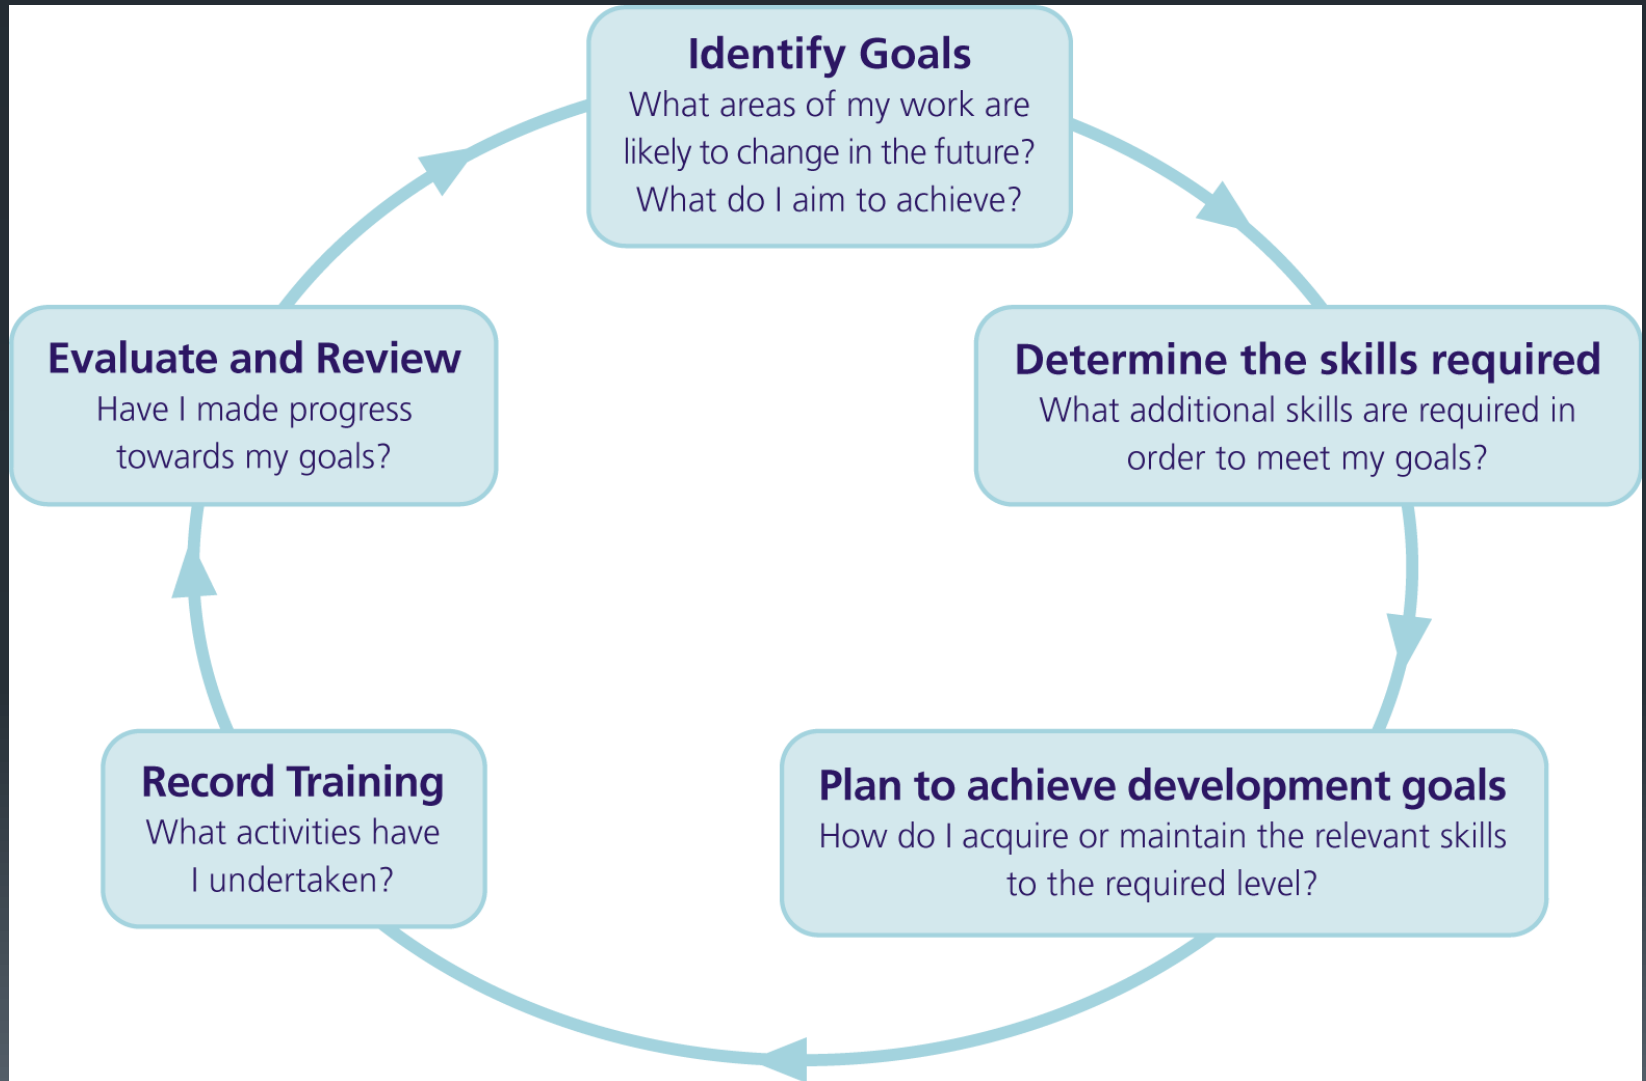 Identify Goals
What areas of my work are
likely to change in the future?
What do I aim to achieve?
Determine the skills required
What additional skills are required in
order to meet my goals?
Plan to achieve development goals
How do I acquire or maintain the relevant skills
to the required level?
Record Training
What activities have
I undertaken?
Evaluate and Review
Have I made progress
towards my goals?